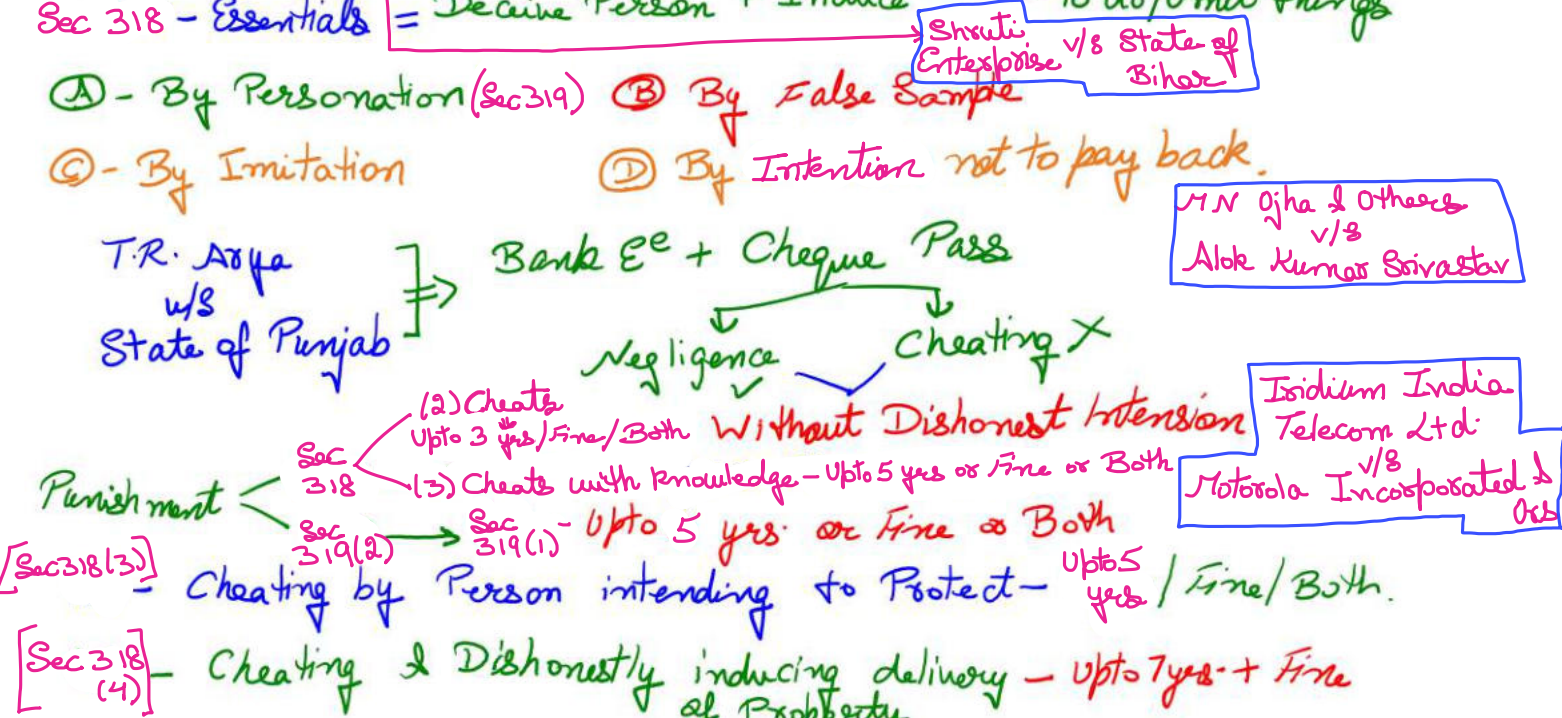 Sec 318 - Essentials = Deceive Person + Induce To do/omit things
Shruti Enterprise v/s State of Bihar
Ⓐ - By Personation (Sec 319) Ⓑ By False Sample
Ⓒ - By Imitation Ⓓ By Intention not to pay back.
MN Ojha & Others
v/s
Alok Kumar Srivastav
T.R. Arya
v/s
State of Punjab
Bank Eᵉ + Cheque Pass
Negligence ✓
Cheating X
Without Dishonest Intension
Iridium India
Telecom Ltd.
v/s
Motorola Incorporated &
Ors
Punishment
Sec 318
(2) Cheats
Upto 3 yrs/Fine/Both
(3) Cheats with knowledge - Upto 5 yrs or Fine or Both
Sec 319(2) → Sec 319(1) - Upto 5 yrs. or Fine or Both
[Sec 318(3)] - Cheating by Person intending to Protect - Upto 5 yrs / Fine/Both.
[Sec 318 (4)] - Cheating & Dishonestly inducing delivery - Upto 7 yrs. + Fine
of Property